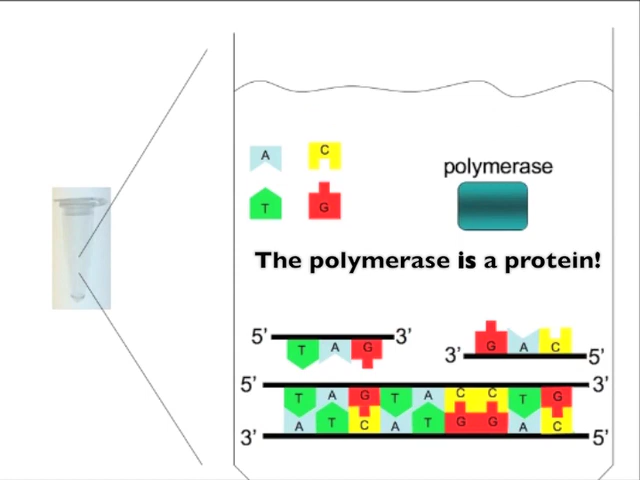 A C
polymerase
T G
The polymerase is a protein!
5’ 3’
T A G
G A C
3’ 5’
5’ 3’
T A G T A C C T G
A T C A T G G A C
3’ 5’